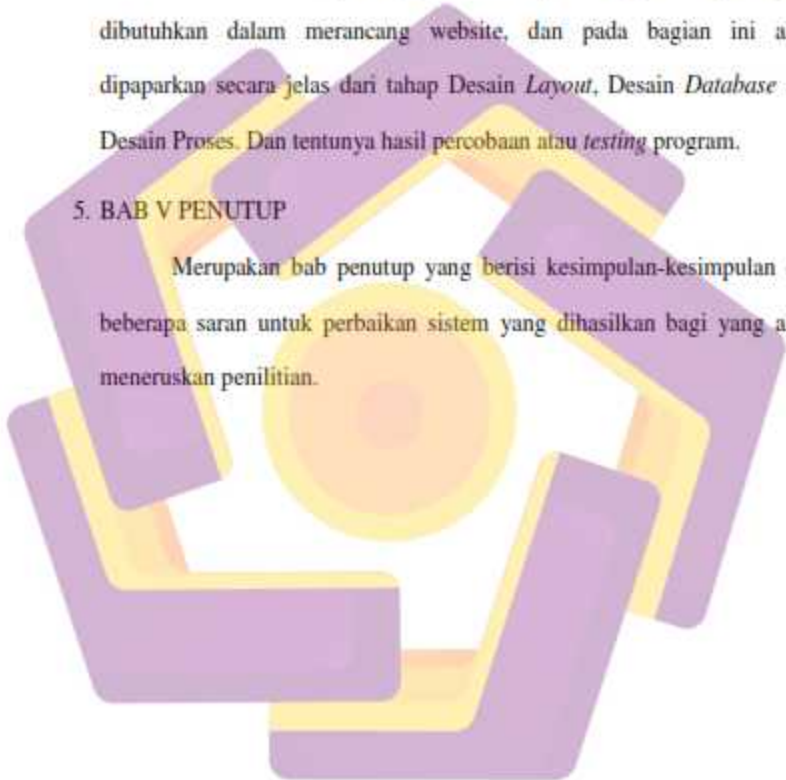 dibutuhkan dalam merancang website, dan pada bagian ini a
dipaparkan secara jelas dari tahap Desain Layout, Desain Database
Desain Proses. Dan tentunya hasil percobaan atau testing program.
5. BAB V PENUTUP
Merupakan bab penutup yang berisi kesimpulan-kesimpulan
beberapa saran untuk perbaikan sistem yang dihasilkan bagi yang a
meneruskan penilitian.